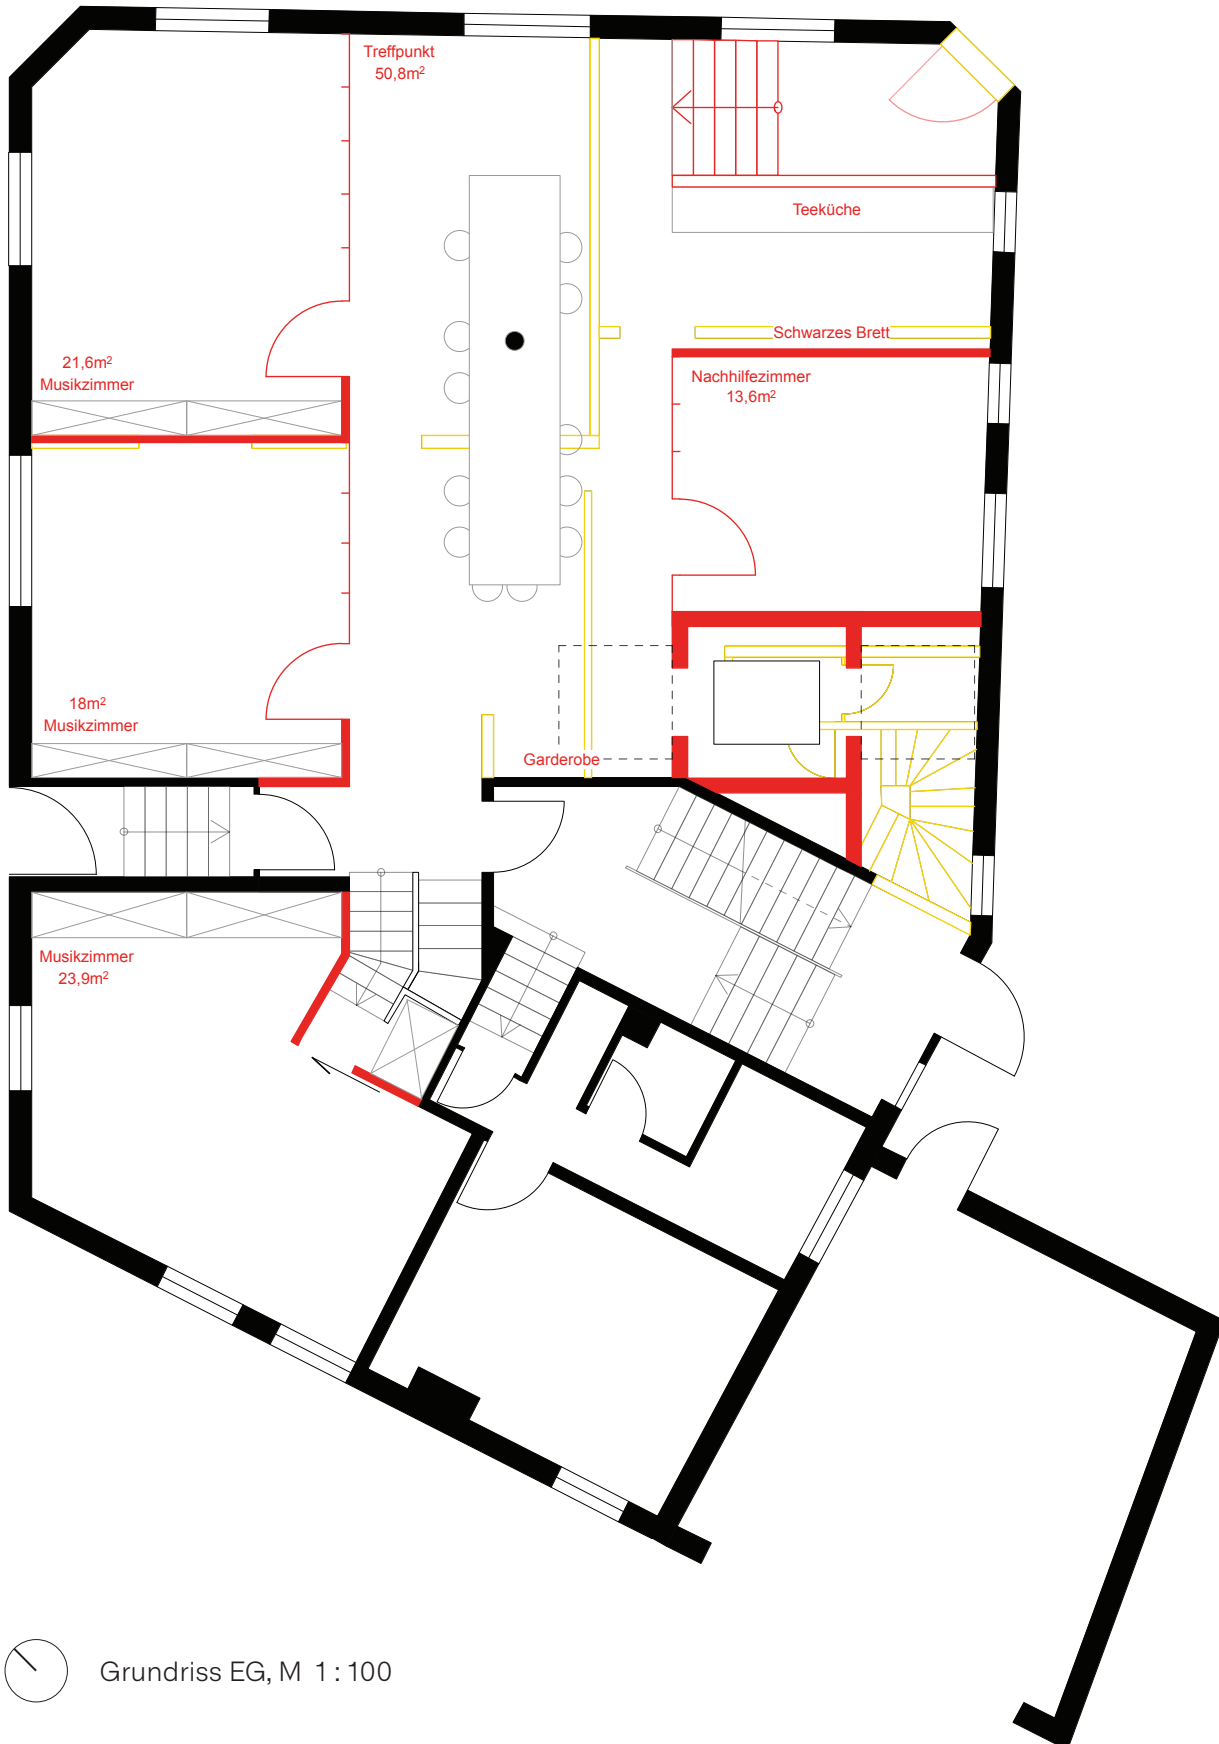 Treffpunkt
50,8m²
Teeküche
Schwarzes Brett
21,6m²
Musikzimmer
Nachhilfezimmer
13,6m²
18m²
Musikzimmer
Garderobe
Musikzimmer
23,9m²
Grundriss EG, M 1 : 100